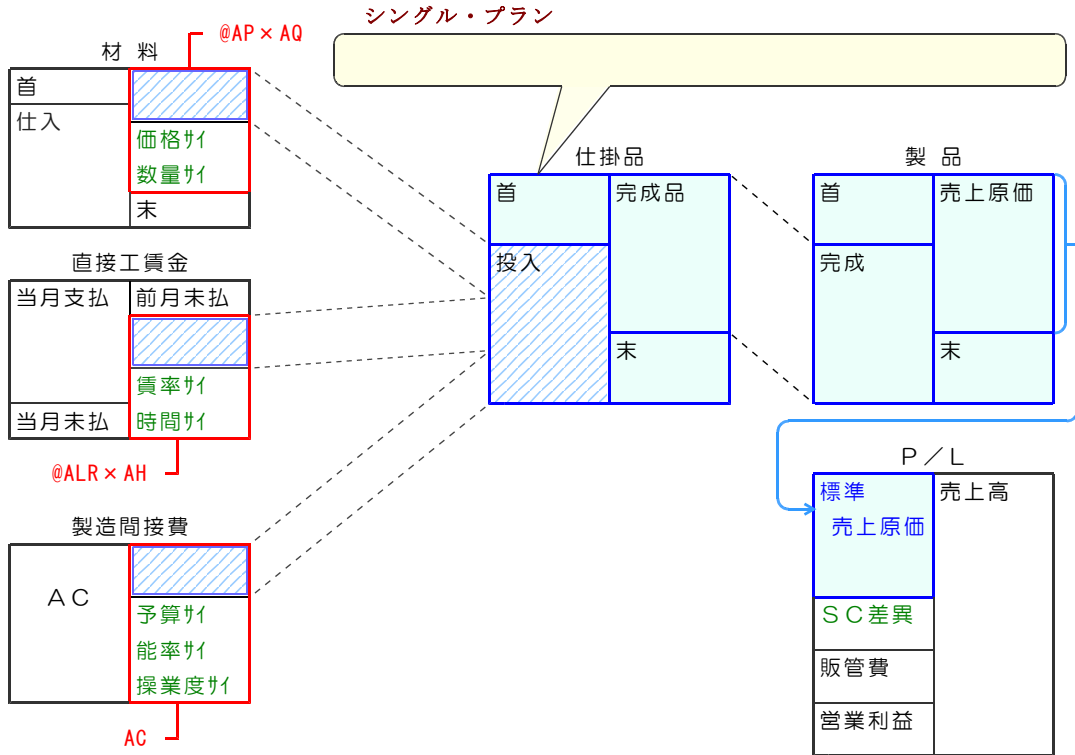 シングル・プラン
@AP×AQ
材 料
首
仕入
価格サイ
数量サイ
末
直接工賃金
当月支払
前月未払
賃率サイ
当月未払
時間サイ
@ALR×AH
製造間接費
AC
予算サイ
能率サイ
操業度サイ
AC
仕掛品
首
完成品
投入
末
製 品
首
売上原価
完成
末
P/L
標準
売上原価
売上高
SC差異
販管費
営業利益